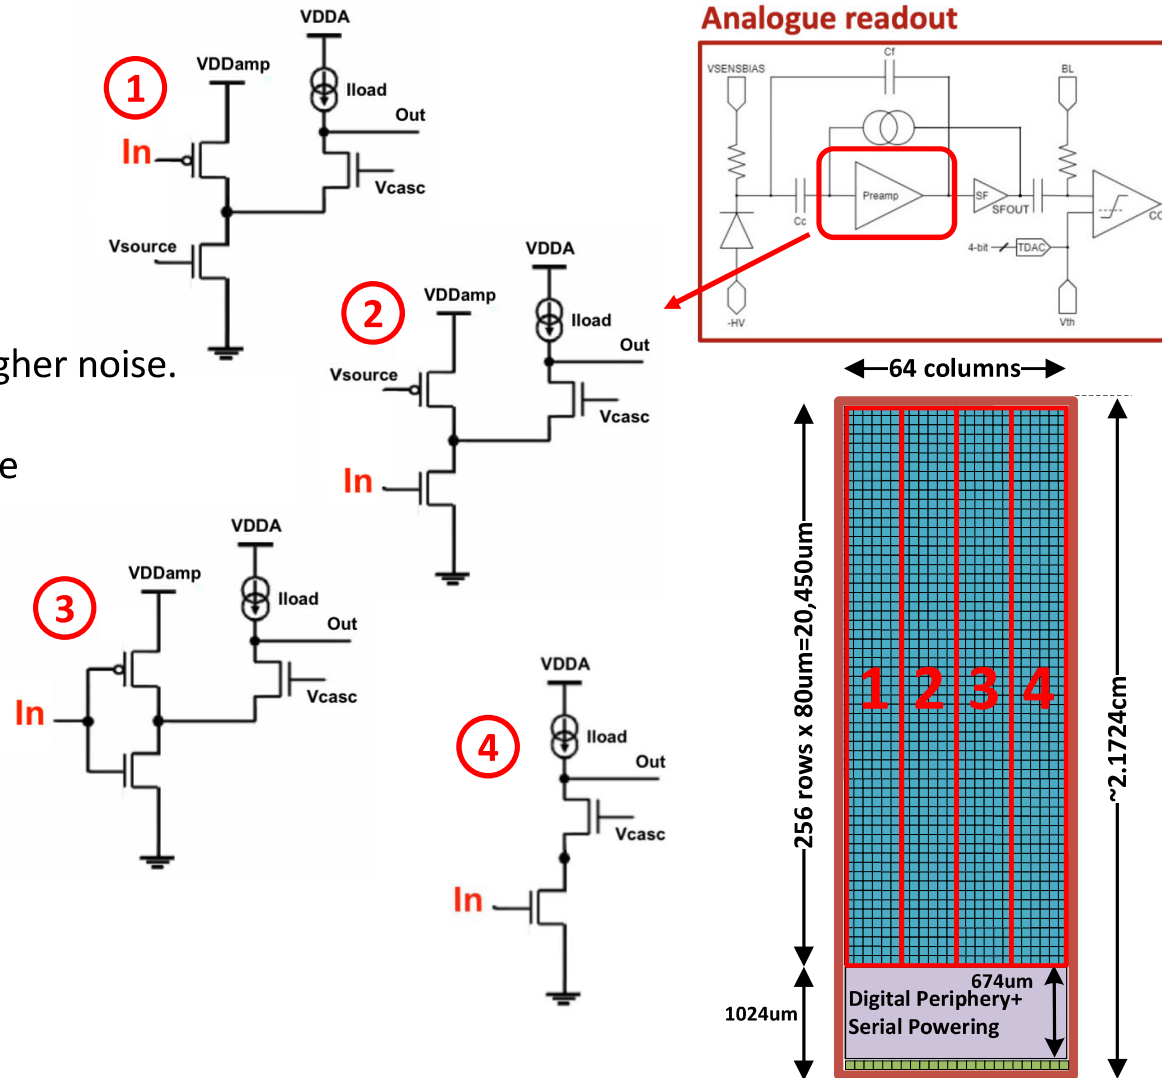 Analogue readout
VSENSBIAS
Cf
BL
Preamp
SF
SFOUT
Cc
4-bit
TDAC
-HV
Vth
1
VDDA
VDDamp
Iload
Out
In
Vcasc
Vsource
2
VDDA
VDDamp
Iload
Out
Vsource
Vcasc
In
gher noise.
e
3
VDDA
VDDamp
Iload
Out
Vcasc
In
4
VDDA
Iload
Out
Vcasc
In
64 columns
256 rows x 80um=20,450um
1 2 3 4
~2.1724cm
674um
Digital Periphery+
Serial Powering
1024um